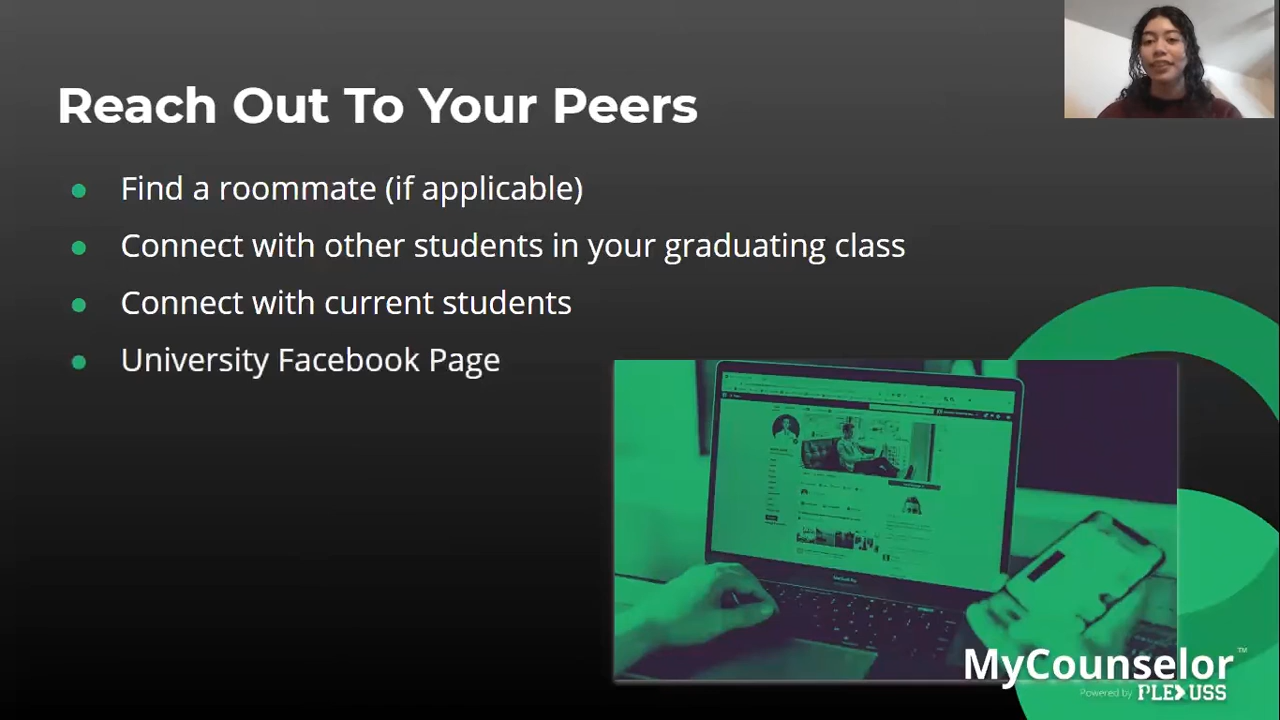 Reach Out To Your Peers
Find a roommate (if applicable)
Connect with other students in your graduating class
Connect with current students
University Facebook Page
MyCounselor™
Powered by PLEXUSS